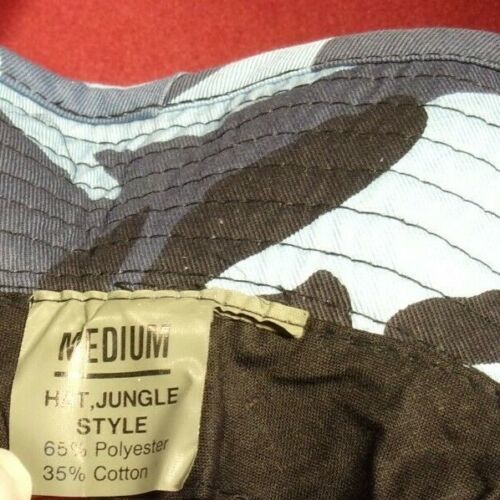 MEDIUM
HAT,JUNGLE
STYLE
65% Polyester
35% Cotton